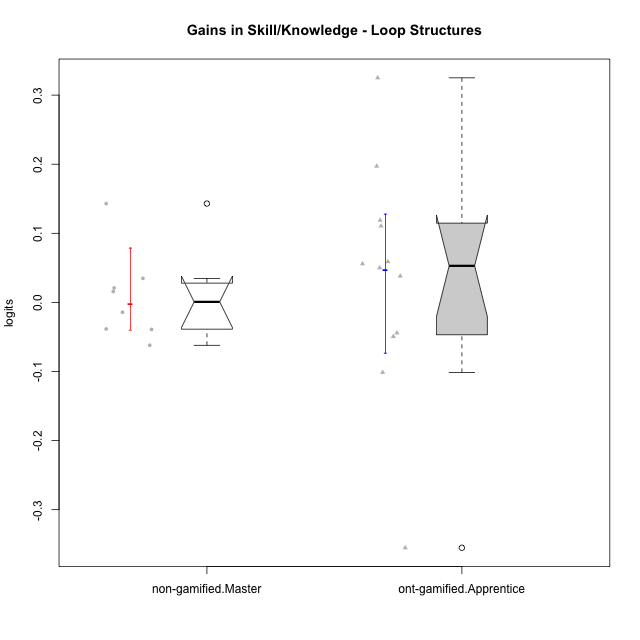 Gains in Skill/Knowledge - Loop Structures
logits
0.3
0.2
0.1
0.0
-0.1
-0.2
-0.3
non-gamified.Master
ont-gamified.Apprentice